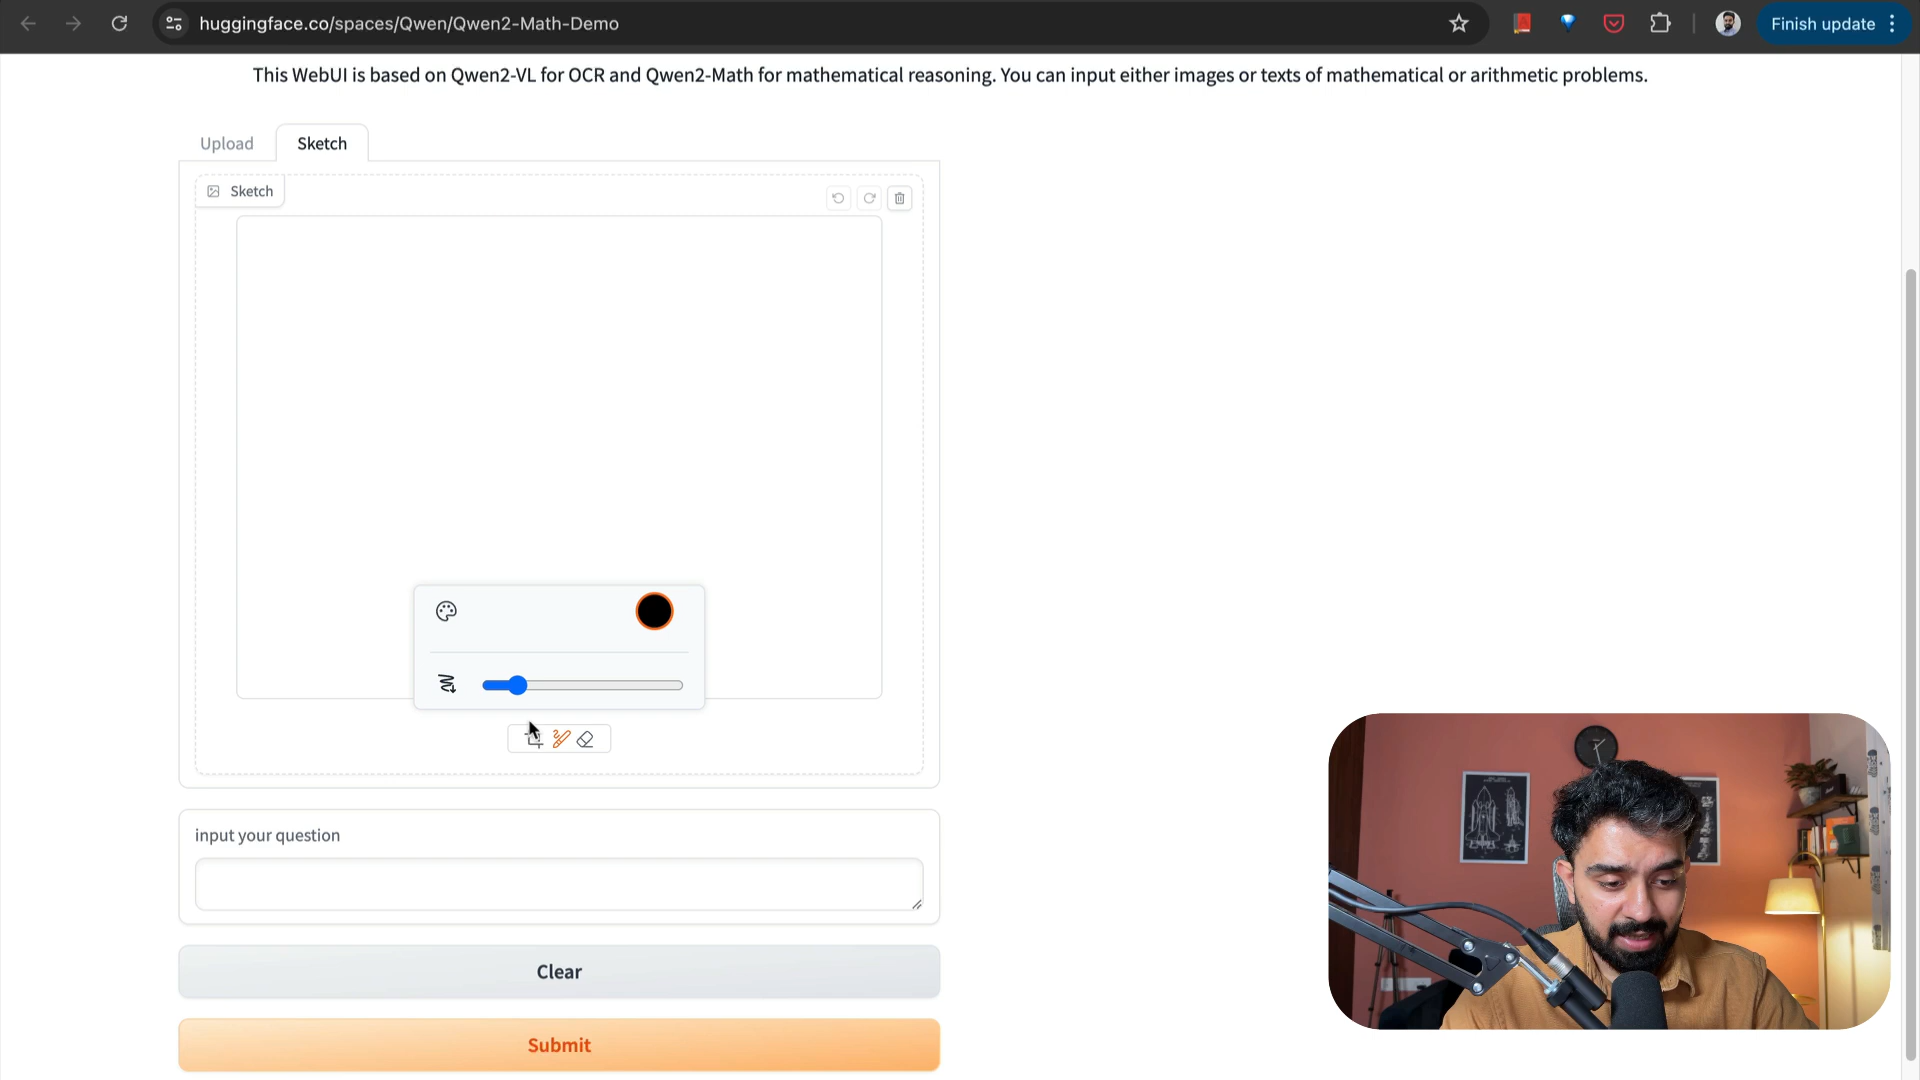 huggingface.co/spaces/Qwen/Qwen2-Math-Demo
Finish update
This WebUI is based on Qwen2-VL for OCR and Qwen2-Math for mathematical reasoning. You can input either images or texts of mathematical or arithmetic problems.
Upload
Sketch
Sketch
input your question
Clear
Submit